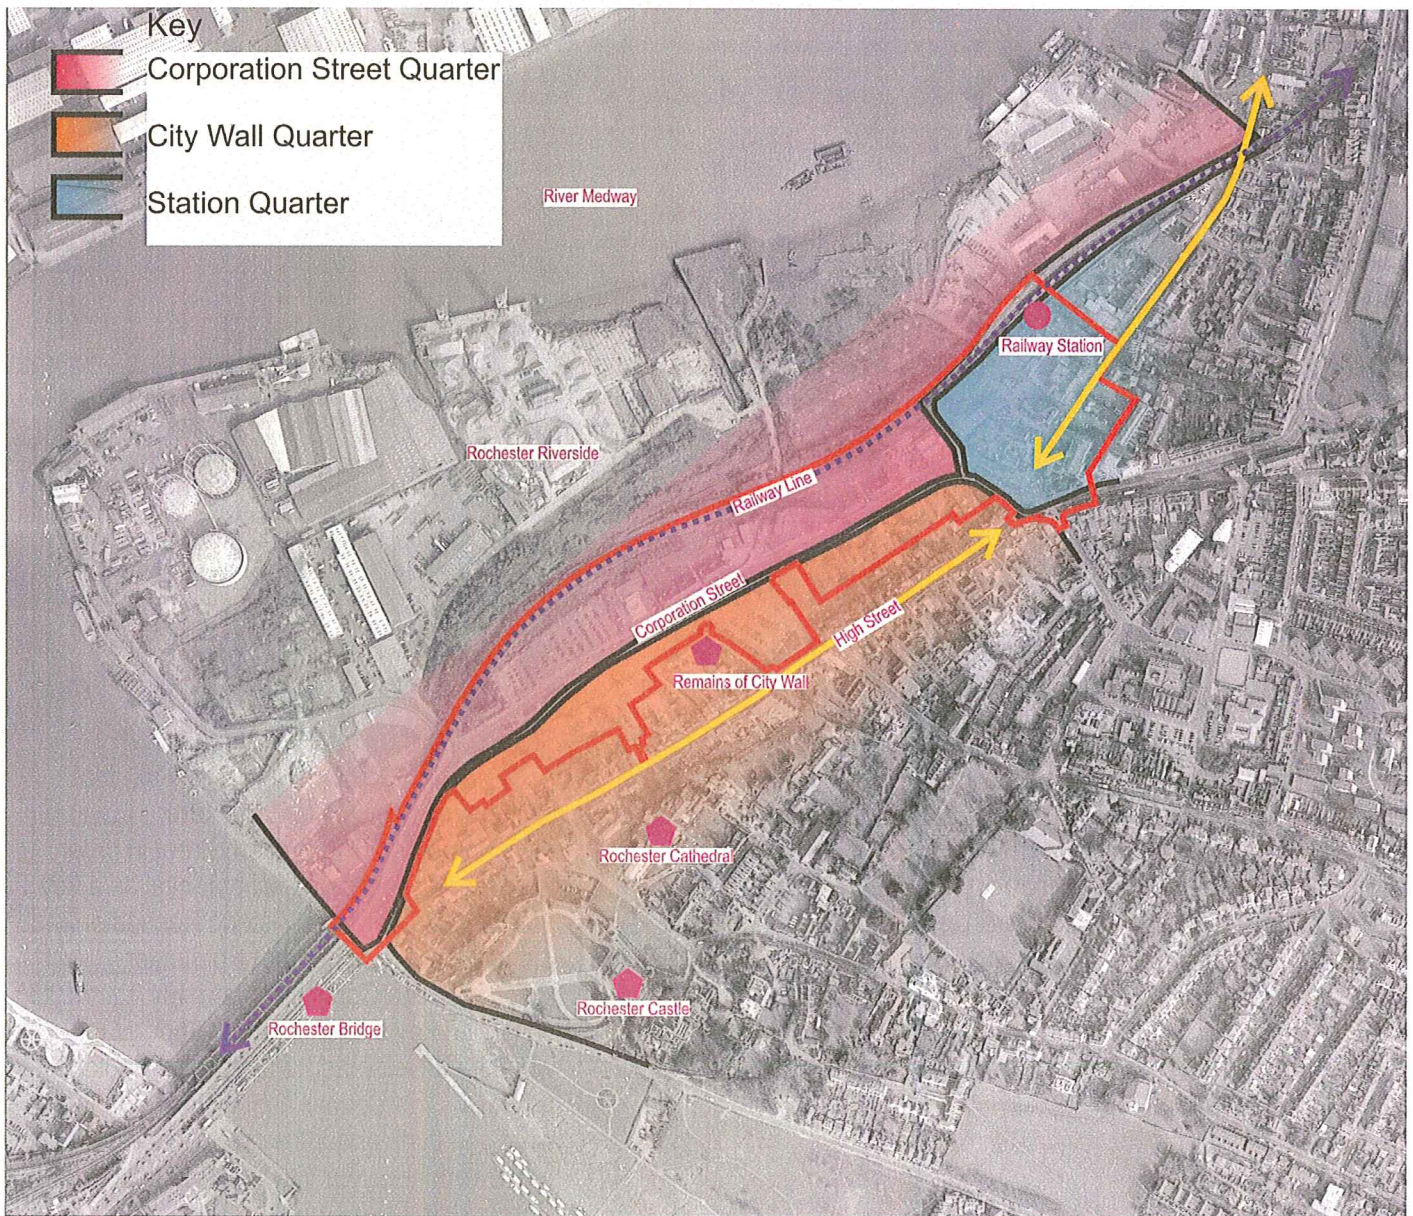 Key
Corporation Street Quarter
City Wall Quarter
Station Quarter
River Medway
Railway Station
Rochester Riverside
Railway Line
Corporation Street
High Street
Remains of City Wall
Rochester Cathedral
Rochester Castle
Rochester Bridge